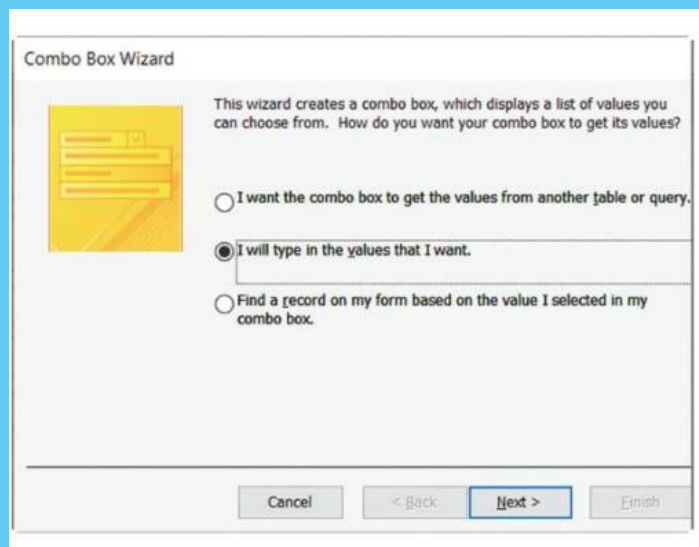 Combo Box Wizard
This wizard creates a combo box, which displays a list of values you
can choose from.  How do you want your combo box to get its values?
I want the combo box to get the values from another table or query.
I will type in the values that I want.
Find a record on my form based on the value I selected in my
combo box.
Cancel
< Back
Next >
Finish